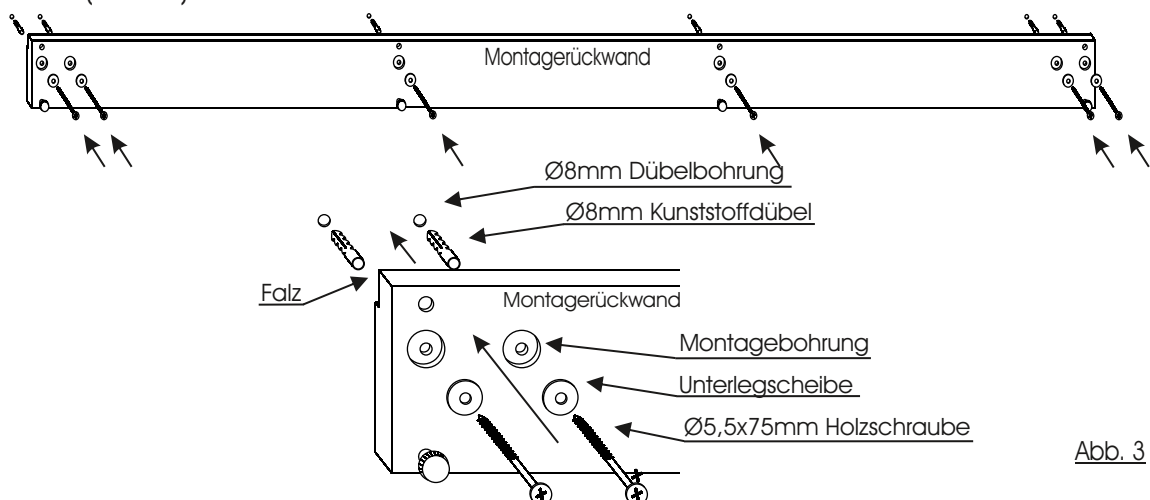 Montagerückwand
Ø8mm Dübelbohrung
Ø8mm Kunststoffdübel
Falz
Montagerückwand
Montagebohrung
Unterlegscheibe
Ø5,5x75mm Holzschraube
Abb. 3